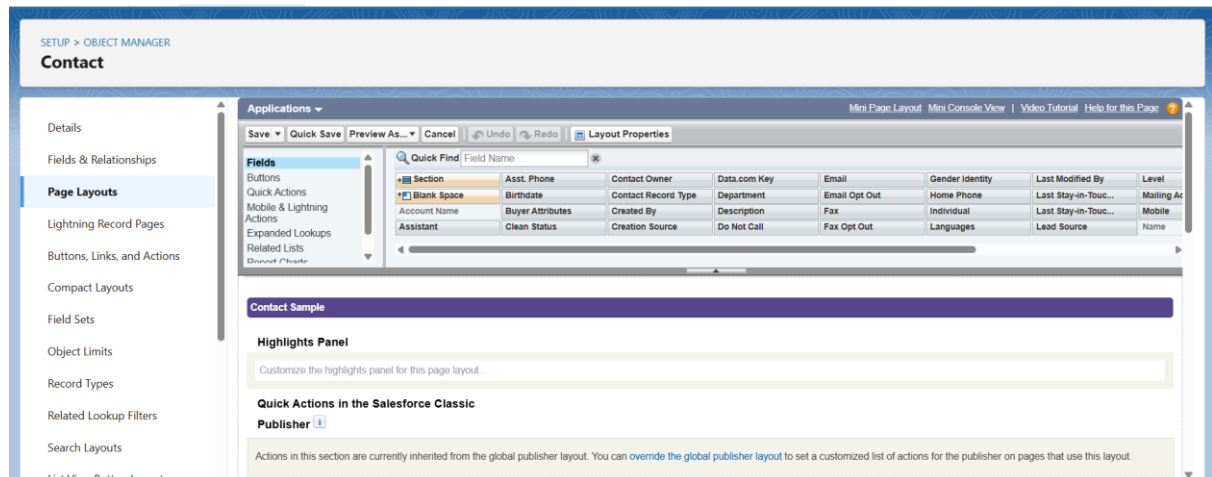 SETUP > OBJECT MANAGER
Contact
Details
Fields & Relationships
Page Layouts
Lightning Record Pages
Buttons, Links, and Actions
Compact Layouts
Field Sets
Object Limits
Record Types
Related Lookup Filters
Search Layouts
Applications
Mini Page Layout Mini Console View | Video Tutorial Help for this Page
Save Quick Save Preview As... Cancel Undo Redo Layout Properties
Fields
Buttons
Quick Actions
Mobile & Lightning
Actions
Expanded Lookups
Related Lists
Report Charts
Quick Find Field Name
Section Asst. Phone Contact Owner Data.com Key Email Gender Identity Last Modified By Level
Blank Space Birthdate Contact Record Type Department Email Opt Out Home Phone Last Stay-in-Touc... Mailing Ad
Account Name Buyer Attributes Created By Description Fax Individual Last Stay-in-Touc... Mobile
Assistant Clean Status Creation Source Do Not Call Fax Opt Out Languages Lead Source Name
Contact Sample
Highlights Panel
Customize the highlights panel for this page layout...
Quick Actions in the Salesforce Classic
Publisher i
Actions in this section are currently inherited from the global publisher layout. You can override the global publisher layout to set a customized list of actions for the publisher on pages that use this layout.